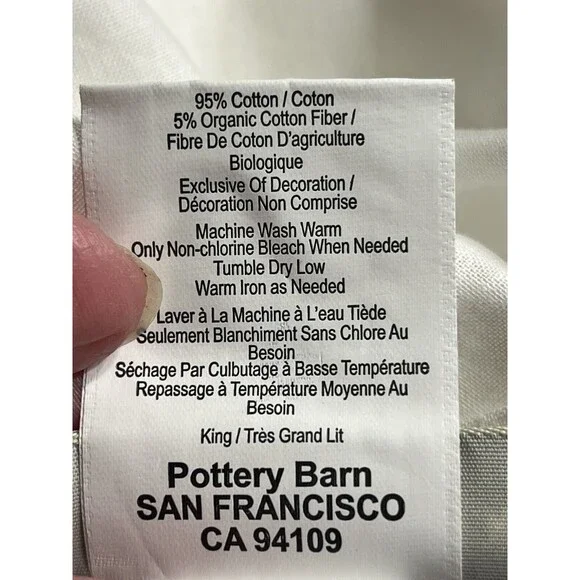 95% Cotton / Coton
5% Organic Cotton Fiber /
Fibre De Coton D'agriculture
Biologique
Exclusive Of Decoration /
Décoration Non Comprise
Machine Wash Warm
Only Non-chlorine Bleach When Needed
Tumble Dry Low
Warm Iron as Needed
Laver à La Machine à L'eau Tiède
Seulement Blanchiment Sans Chlore Au
Besoin
Séchage Par Culbutage à Basse Température
Repassage à Température Moyenne Au
Besoin
King / Très Grand Lit
Pottery Barn
SAN FRANCISCO
CA 94109